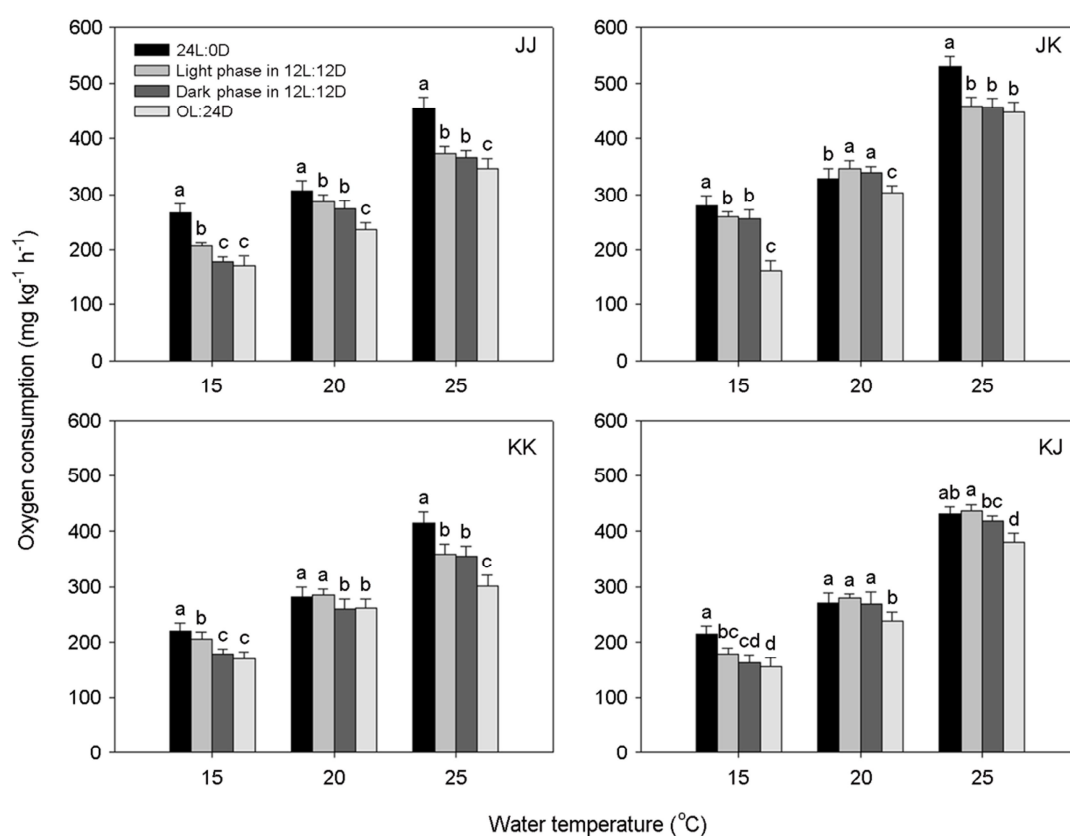 Oxygen consumption (mg kg⁻¹ h⁻¹)
JJ
24L:0D
Light phase in 12L:12D
Dark phase in 12L:12D
OL:24D
600
500
400
300
200
100
0
a
b
c
c
a
b
b
c
a
b
b
c
15
20
25
JK
600
500
400
300
200
100
0
a
b
b
c
b
a
a
c
a
b
b
b
15
20
25
KK
600
500
400
300
200
100
0
a
b
c
c
a
a
b
b
a
b
b
c
15
20
25
KJ
600
500
400
300
200
100
0
a
bc
cd
d
a
a
a
b
ab
a
bc
d
15
20
25
Water temperature (°C)